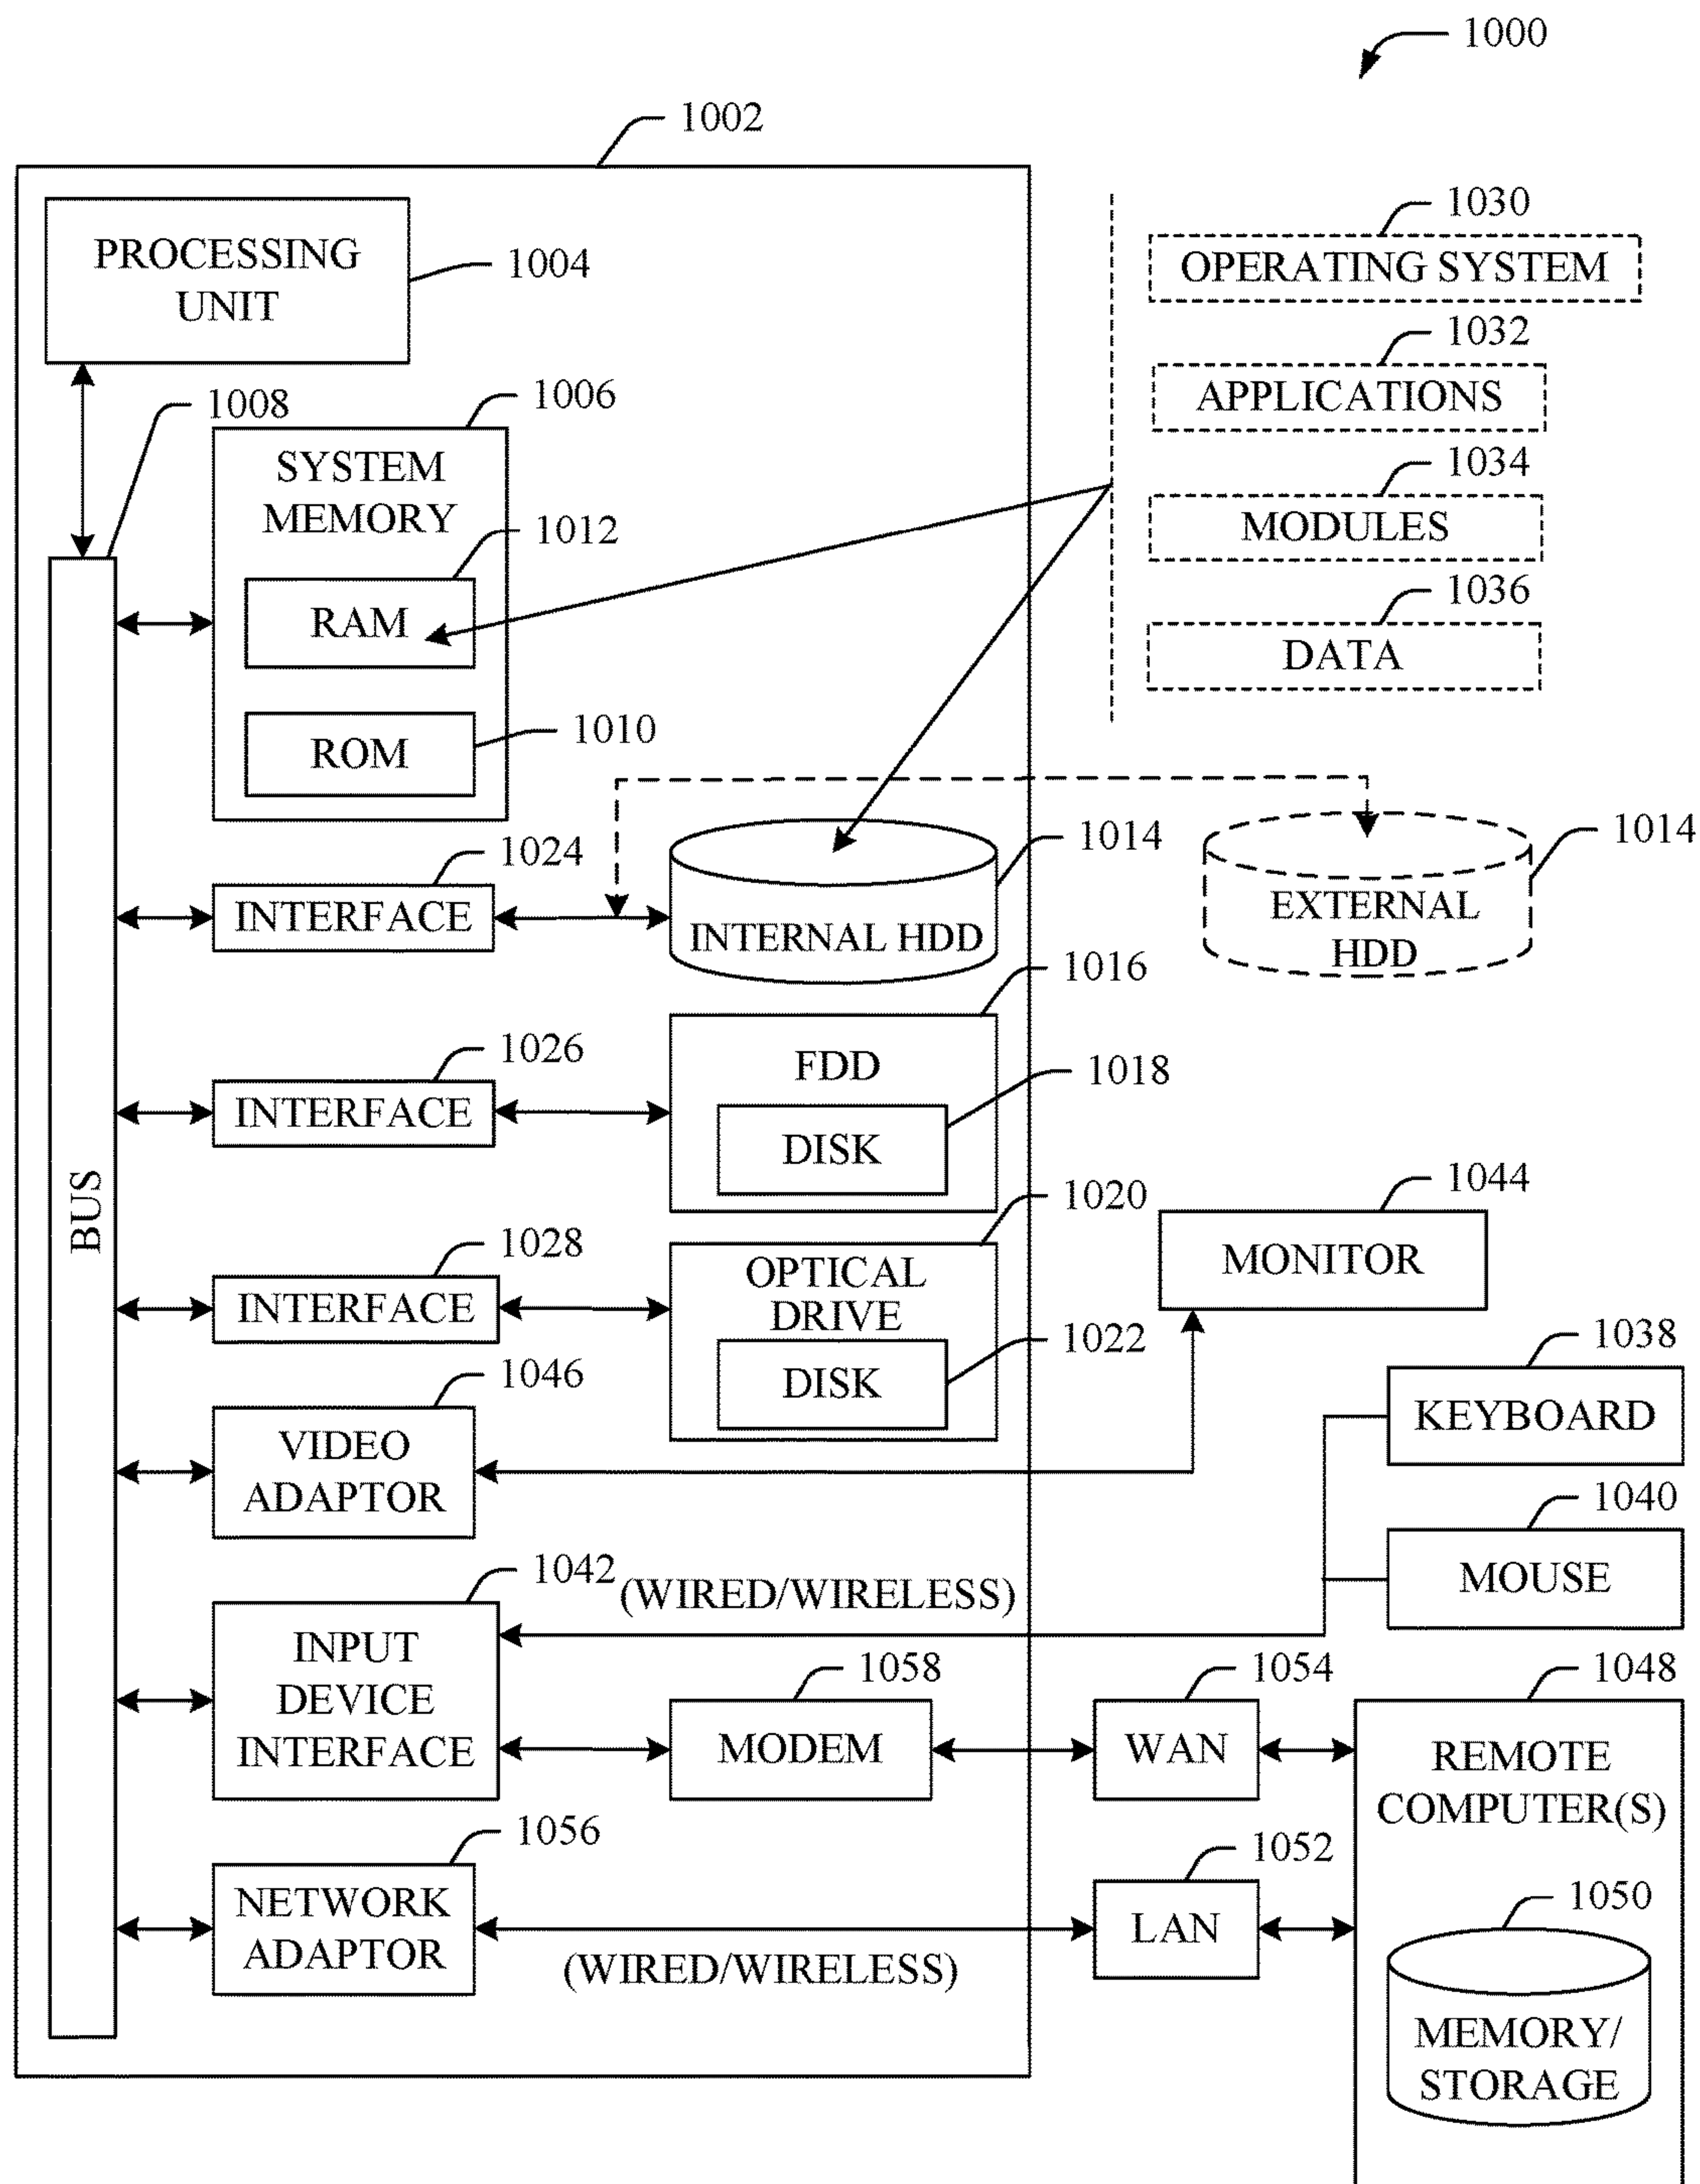 1000
1002
PROCESSING
UNIT
1004
1030
OPERATING SYSTEM
1032
APPLICATIONS
1034
MODULES
1036
DATA
1008
1006
SYSTEM
MEMORY
1012
RAM
1010
ROM
BUS
1024
INTERFACE
1014
INTERNAL HDD
1014
EXTERNAL
HDD
1026
INTERFACE
1016
FDD
1018
DISK
1028
INTERFACE
1020
OPTICAL
DRIVE
1022
DISK
1044
MONITOR
1046
VIDEO
ADAPTOR
1038
KEYBOARD
1040
MOUSE
1042
(WIRED/WIRELESS)
INPUT
DEVICE
INTERFACE
1058
MODEM
1054
WAN
1048
REMOTE
COMPUTER(S)
1056
NETWORK
ADAPTOR
(WIRED/WIRELESS)
1052
LAN
1050
MEMORY/
STORAGE